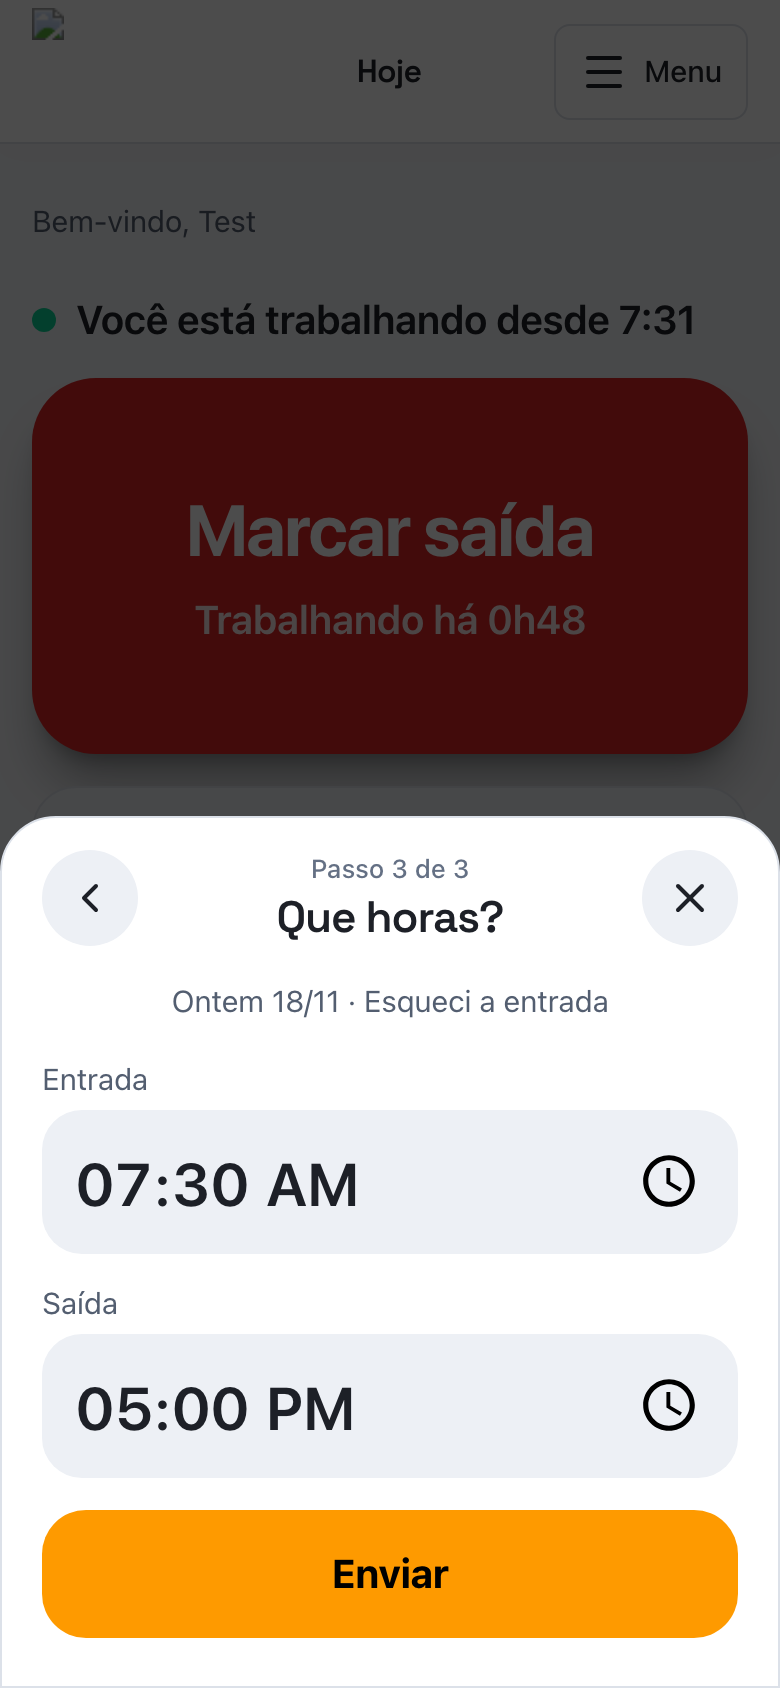 Hoje
Menu
Bem-vindo, Test
Você está trabalhando desde 7:31
Marcar saída
Trabalhando há 0h48
Passo 3 de 3
Que horas?
Ontem 18/11 · Esqueci a entrada
Entrada
07:30 AM
Saída
05:00 PM
Enviar